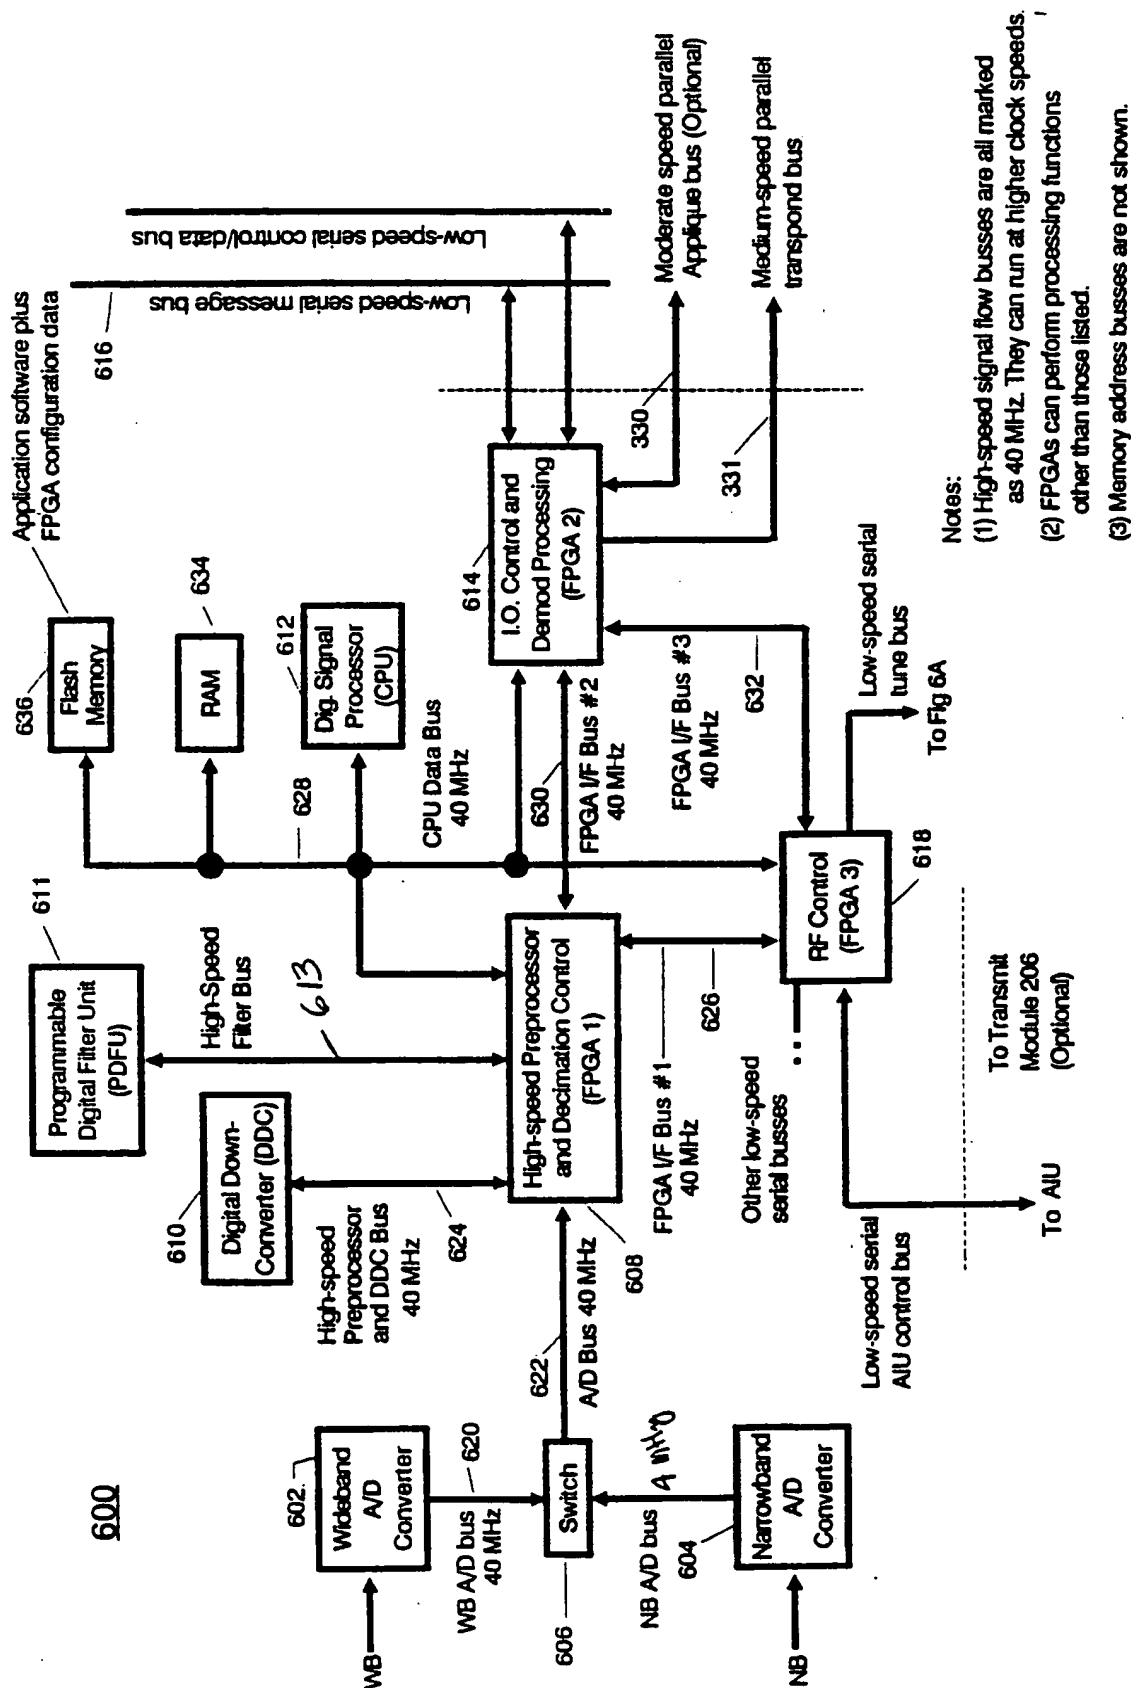 600
WB
602
Wideband
A/D
Converter
WB A/D bus
40 MHz
620
606
Switch
NB A/D bus
604
Narrowband
A/D
Converter
NB
622
A/D Bus 40 MHz
610
Digital Down-
Converter (DDC)
High-speed
Preprocessor
and DDC Bus
40 MHz
624
611
Programmable
Digital Filter Unit
(PDFU)
High-Speed
Filter Bus
613
High-speed Preprocessor
and Decimation Control
(FPGA 1)
608
FPGA I/F Bus #1
40 MHz
626
636
Flash
Memory
Application software plus
FPGA configuration data
RAM
634
612
Dig. Signal
Processor
(CPU)
628
CPU Data Bus
40 MHz
630
FPGA I/F Bus #2
40 MHz
614
I.O. Control and
Demod Processing
(FPGA 2)
616
Low-speed serial message bus
Low-speed serial control/data bus
330
Moderate speed parallel
Applique bus (Optional)
331
Medium-speed parallel
transpond bus
FPGA I/F Bus #3
40 MHz
632
RF Control
(FPGA 3)
618
Low-speed serial
tune bus
To Fig 6A
Other low-speed
serial busses
...
Low-speed serial
AIU control bus
To AIU
To Transmit
Module 206
(Optional)
Notes:
(1) High-speed signal flow busses are all marked
as 40 MHz. They can run at higher clock speeds.
(2) FPGAs can perform processing functions
other than those listed.
(3) Memory address busses are not shown.